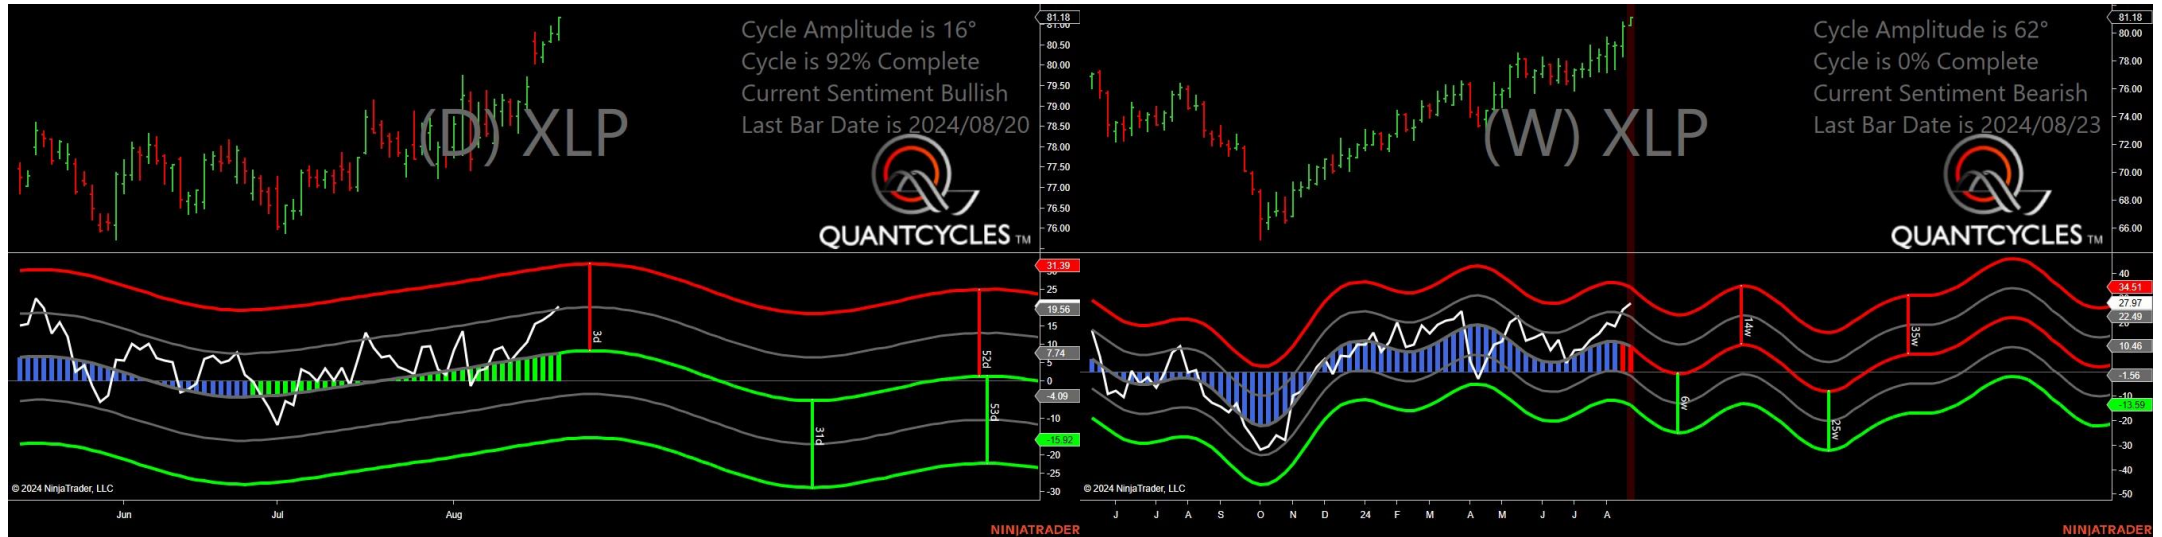 Cycle Amplitude is 16°
Cycle is 92% Complete
Current Sentiment Bullish
Last Bar Date is 2024/08/20
(D) XLP
QUANTCYCLES TM
81.18
80.50
80.00
79.50
79.00
78.50
78.00
77.50
77.00
76.50
76.00
31.39
25
19.56
15
10
7.74
5
0
-4.09
-10
-15.92
-20
-25
-30
3d
31d
52d
53d
© 2024 NinjaTrader, LLC
Jun Jul Aug
NINJATRADER
Cycle Amplitude is 62°
Cycle is 0% Complete
Current Sentiment Bearish
Last Bar Date is 2024/08/23
(W) XLP
QUANTCYCLES TM
81.18
80.00
78.00
76.00
74.00
72.00
70.00
68.00
66.00
40
34.51
27.97
22.49
10.46
-1.56
-10
-13.59
-20
-30
-40
-50
6w
14w
25w
35w
© 2024 NinjaTrader, LLC
J J A S O N D 24 F M A M J J A
NINJATRADER